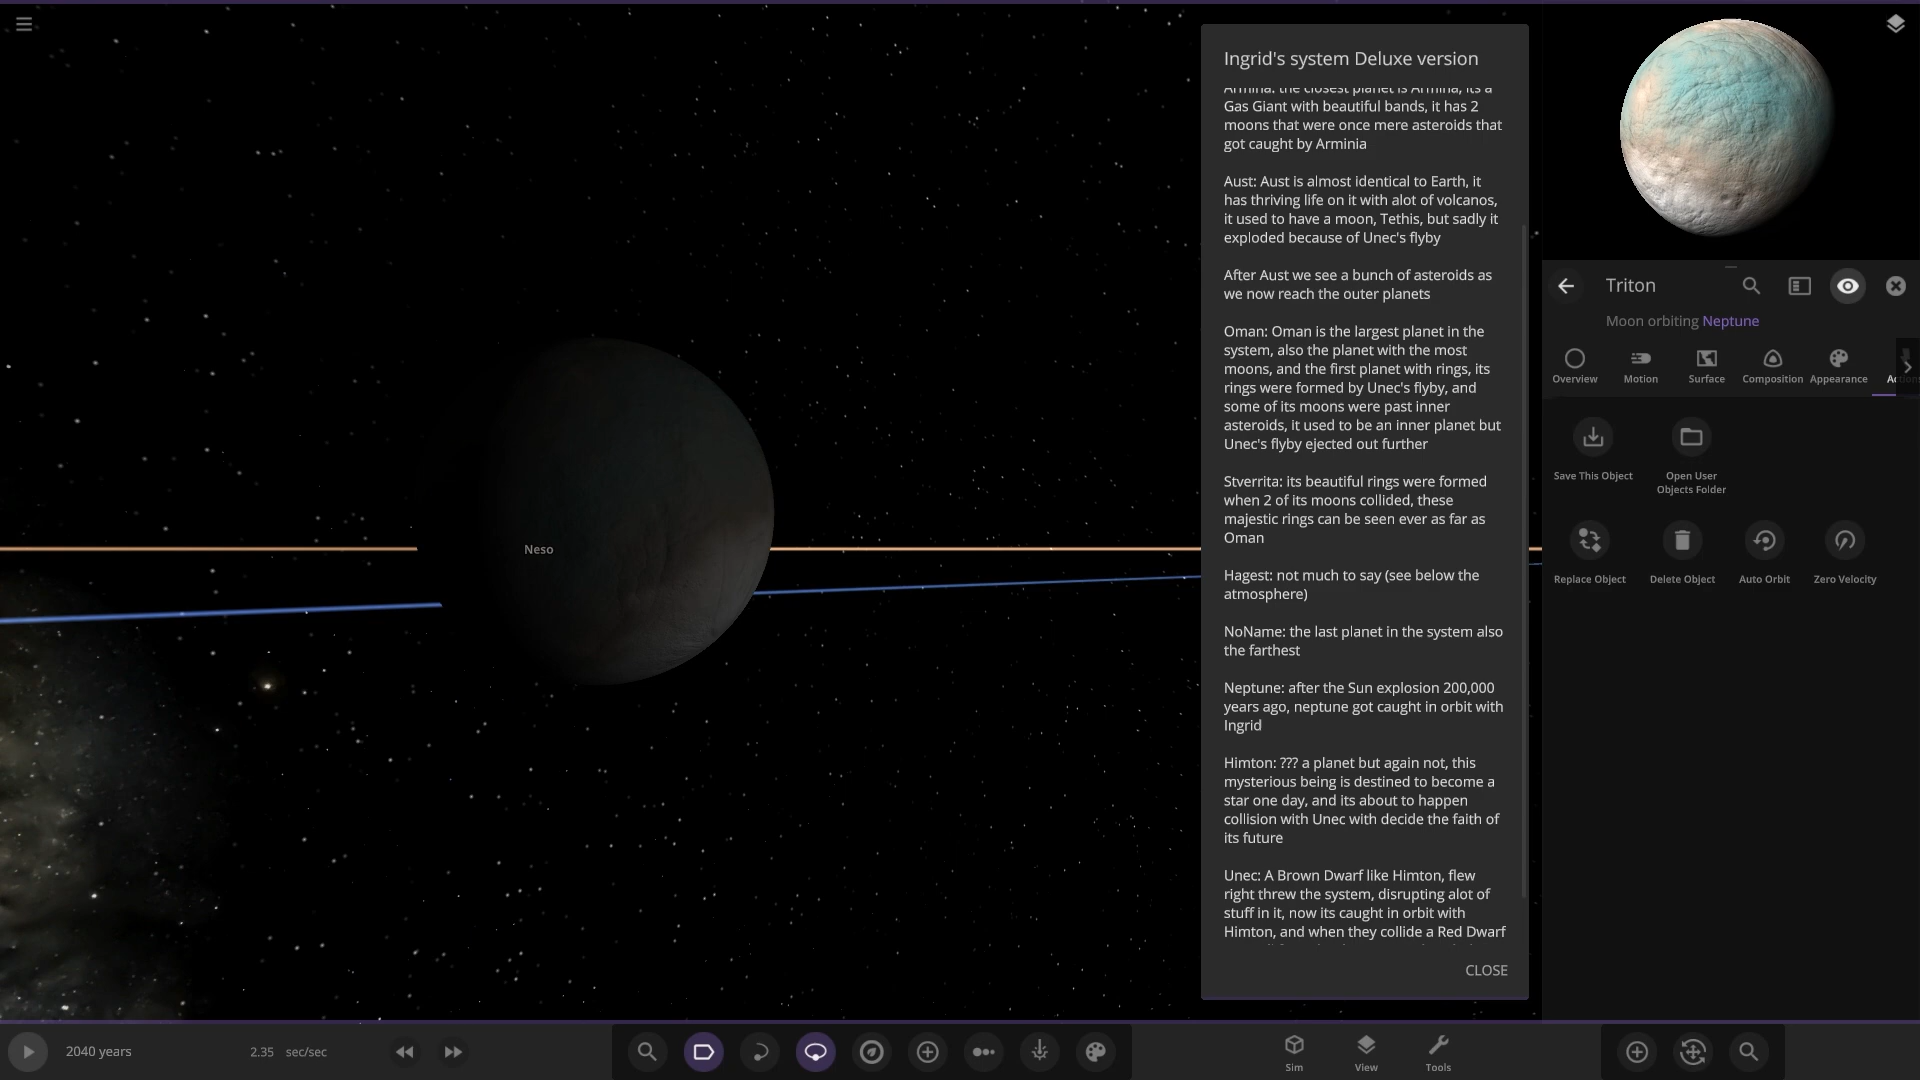 Ingrid's system Deluxe version
Armina: the closest planet is Armina, its a
Gas Giant with beautiful bands, it has 2
moons that were once mere asteroids that
got caught by Arminia
Aust: Aust is almost identical to Earth, it
has thriving life on it with alot of volcanos,
it used to have a moon, Tethis, but sadly it
exploded because of Unec's flyby
After Aust we see a bunch of asteroids as
we now reach the outer planets
Oman: Oman is the largest planet in the
system, also the planet with the most
moons, and the first planet with rings, its
rings were formed by Unec's flyby, and
some of its moons were past inner
asteroids, it used to be an inner planet but
Unec's flyby ejected out further
Stverrita: its beautiful rings were formed
when 2 of its moons collided, these
majestic rings can be seen ever as far as
Oman
Hagest: not much to say (see below the
atmosphere)
NoName: the last planet in the system also
the farthest
Neptune: after the Sun explosion 200,000
years ago, neptune got caught in orbit with
Ingrid
Himton: ??? a planet but again not, this
mysterious being is destined to become a
star one day, and its about to happen
collision with Unec with decide the faith of
its future
Unec: A Brown Dwarf like Himton, flew
right threw the system, disrupting alot of
stuff in it, now its caught in orbit with
Himton, and when they collide a Red Dwarf
CLOSE
Neso
Triton
Moon orbiting Neptune
Overview Motion Surface Composition Appearance
Save This Object
Open User
Objects Folder
Replace Object Delete Object Auto Orbit Zero Velocity
2040 years 2.35 sec/sec
Sim View Tools